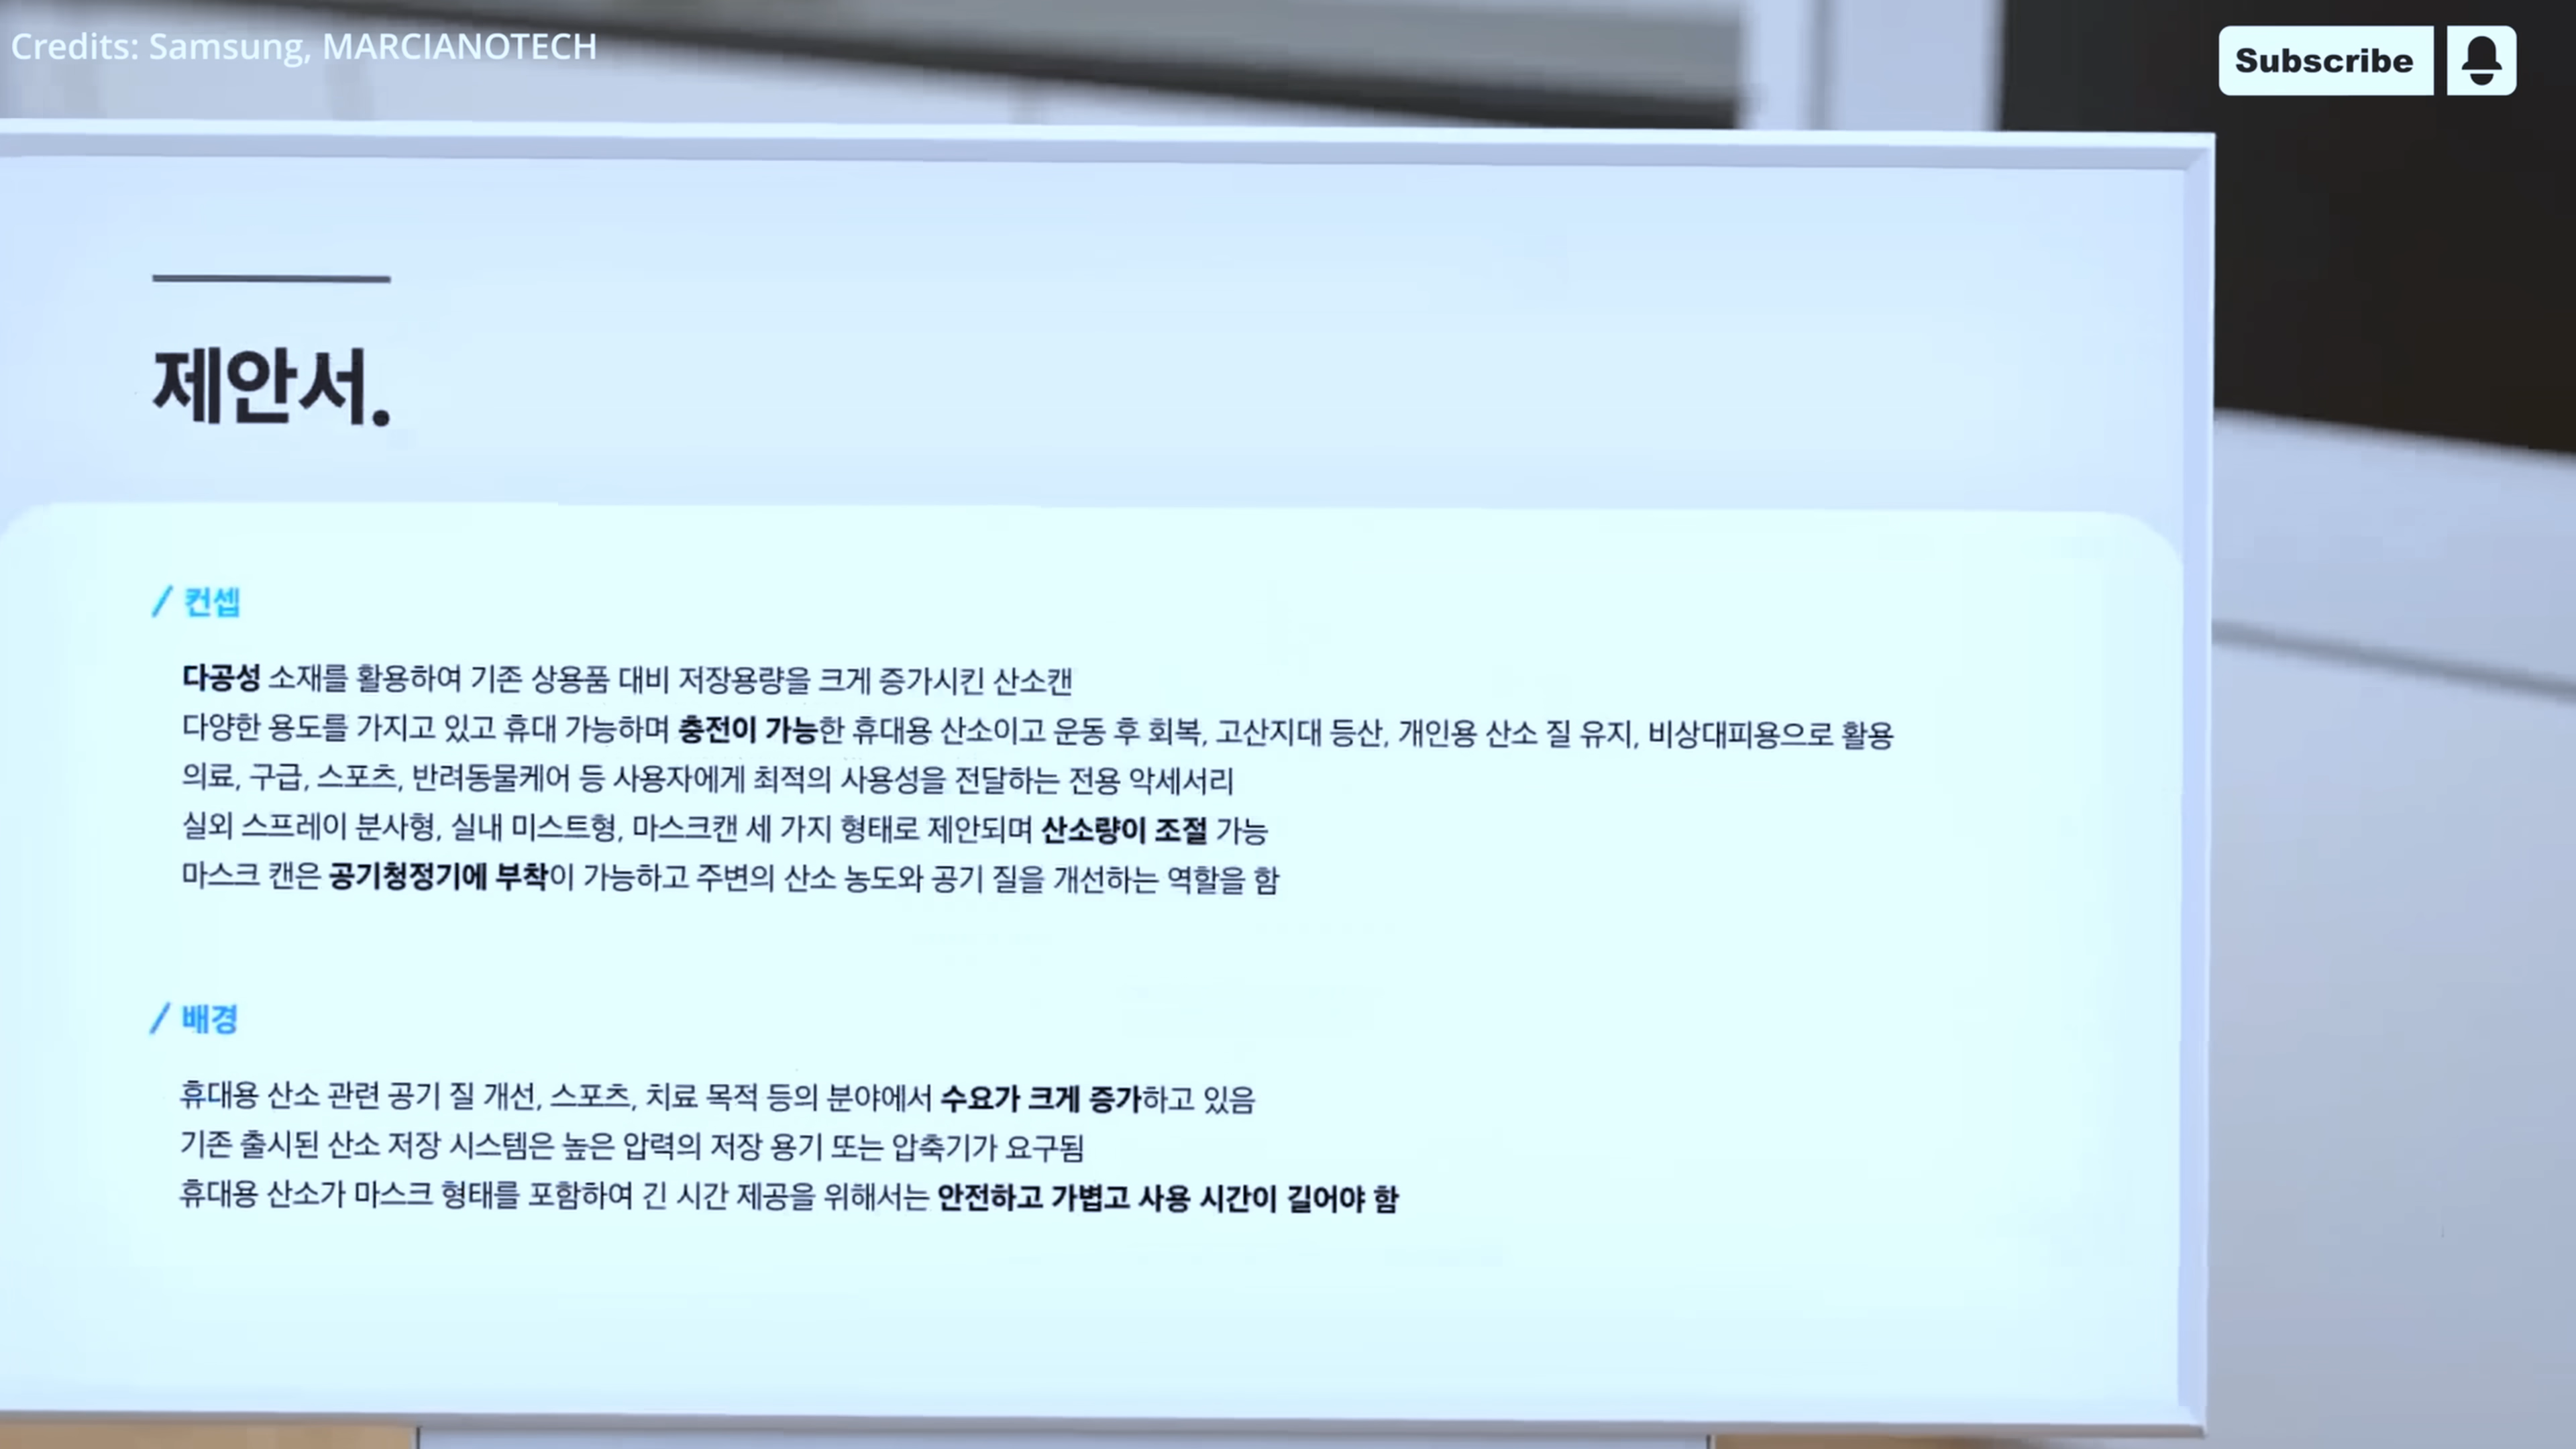 Credits: Samsung, MARCIANOTECH
Subscribe
제안서.
/ 컨셉
다공성 소재를 활용하여 기존 상용품 대비 저장용량을 크게 증가시킨 산소캔
다양한 용도를 가지고 있고 휴대 가능하며 충전이 가능한 휴대용 산소이고 운동 후 회복, 고산지대 등산, 개인용 산소 질 유지, 비상대피용으로 활용
의료, 구급, 스포츠, 반려동물케어 등 사용자에게 최적의 사용성을 전달하는 전용 악세서리
실외 스프레이 분사형, 실내 미스트형, 마스크캔 세 가지 형태로 제안되며 산소량이 조절 가능
마스크 캔은 공기청정기에 부착이 가능하고 주변의 산소 농도와 공기 질을 개선하는 역할을 함
/ 배경
휴대용 산소 관련 공기 질 개선, 스포츠, 치료 목적 등의 분야에서 수요가 크게 증가하고 있음
기존 출시된 산소 저장 시스템은 높은 압력의 저장 용기 또는 압축기가 요구됨
휴대용 산소가 마스크 형태를 포함하여 긴 시간 제공을 위해서는 안전하고 가볍고 사용 시간이 길어야 함